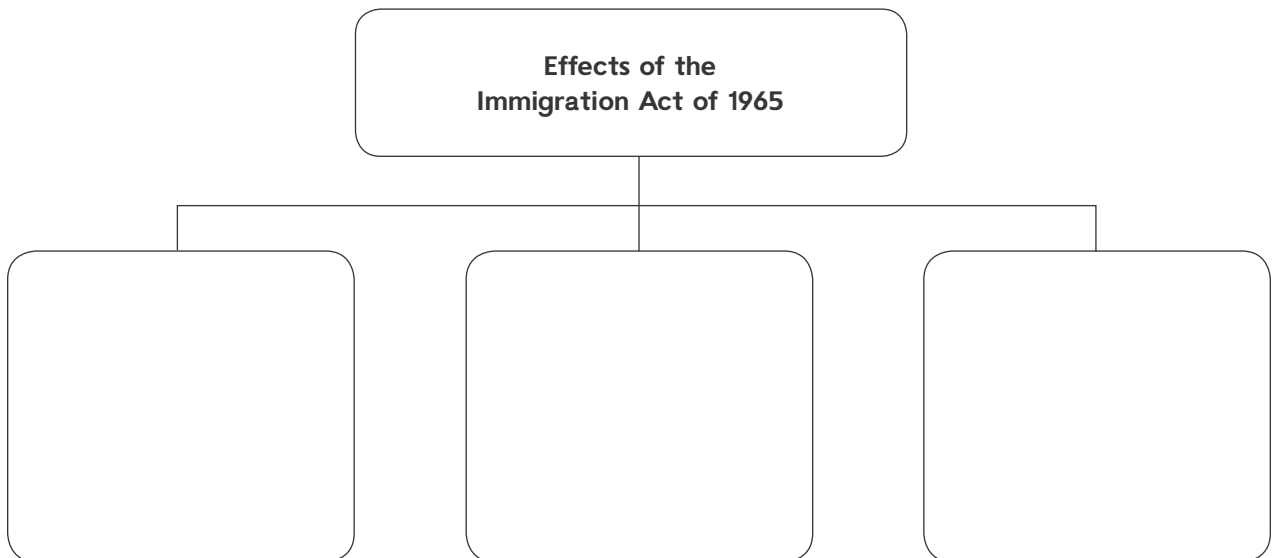 Effects of the
Immigration Act of 1965